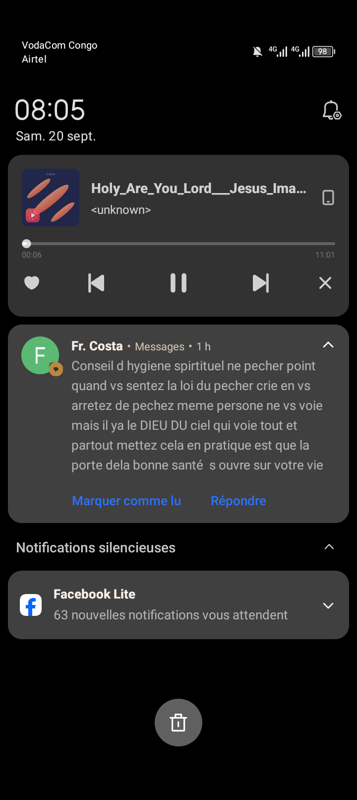 VodaCom Congo
Airtel
4G 4G 98
08:05
Sam. 20 sept.
Holy_Are_You_Lord___Jesus_Ima...
<unknown>
00:06 11:01
F Fr. Costa • Messages • 1 h
Conseil d hygiene spirtituel ne pecher point
quand vs sentez la loi du pecher crie en vs
arretez de pechez meme persone ne vs voie
mais il ya le DIEU DU ciel qui voie tout et
partout mettez cela en pratique est que la
porte dela bonne santé  s ouvre sur votre vie
Marquer comme lu Répondre
Notifications silencieuses
Facebook Lite
63 nouvelles notifications vous attendent